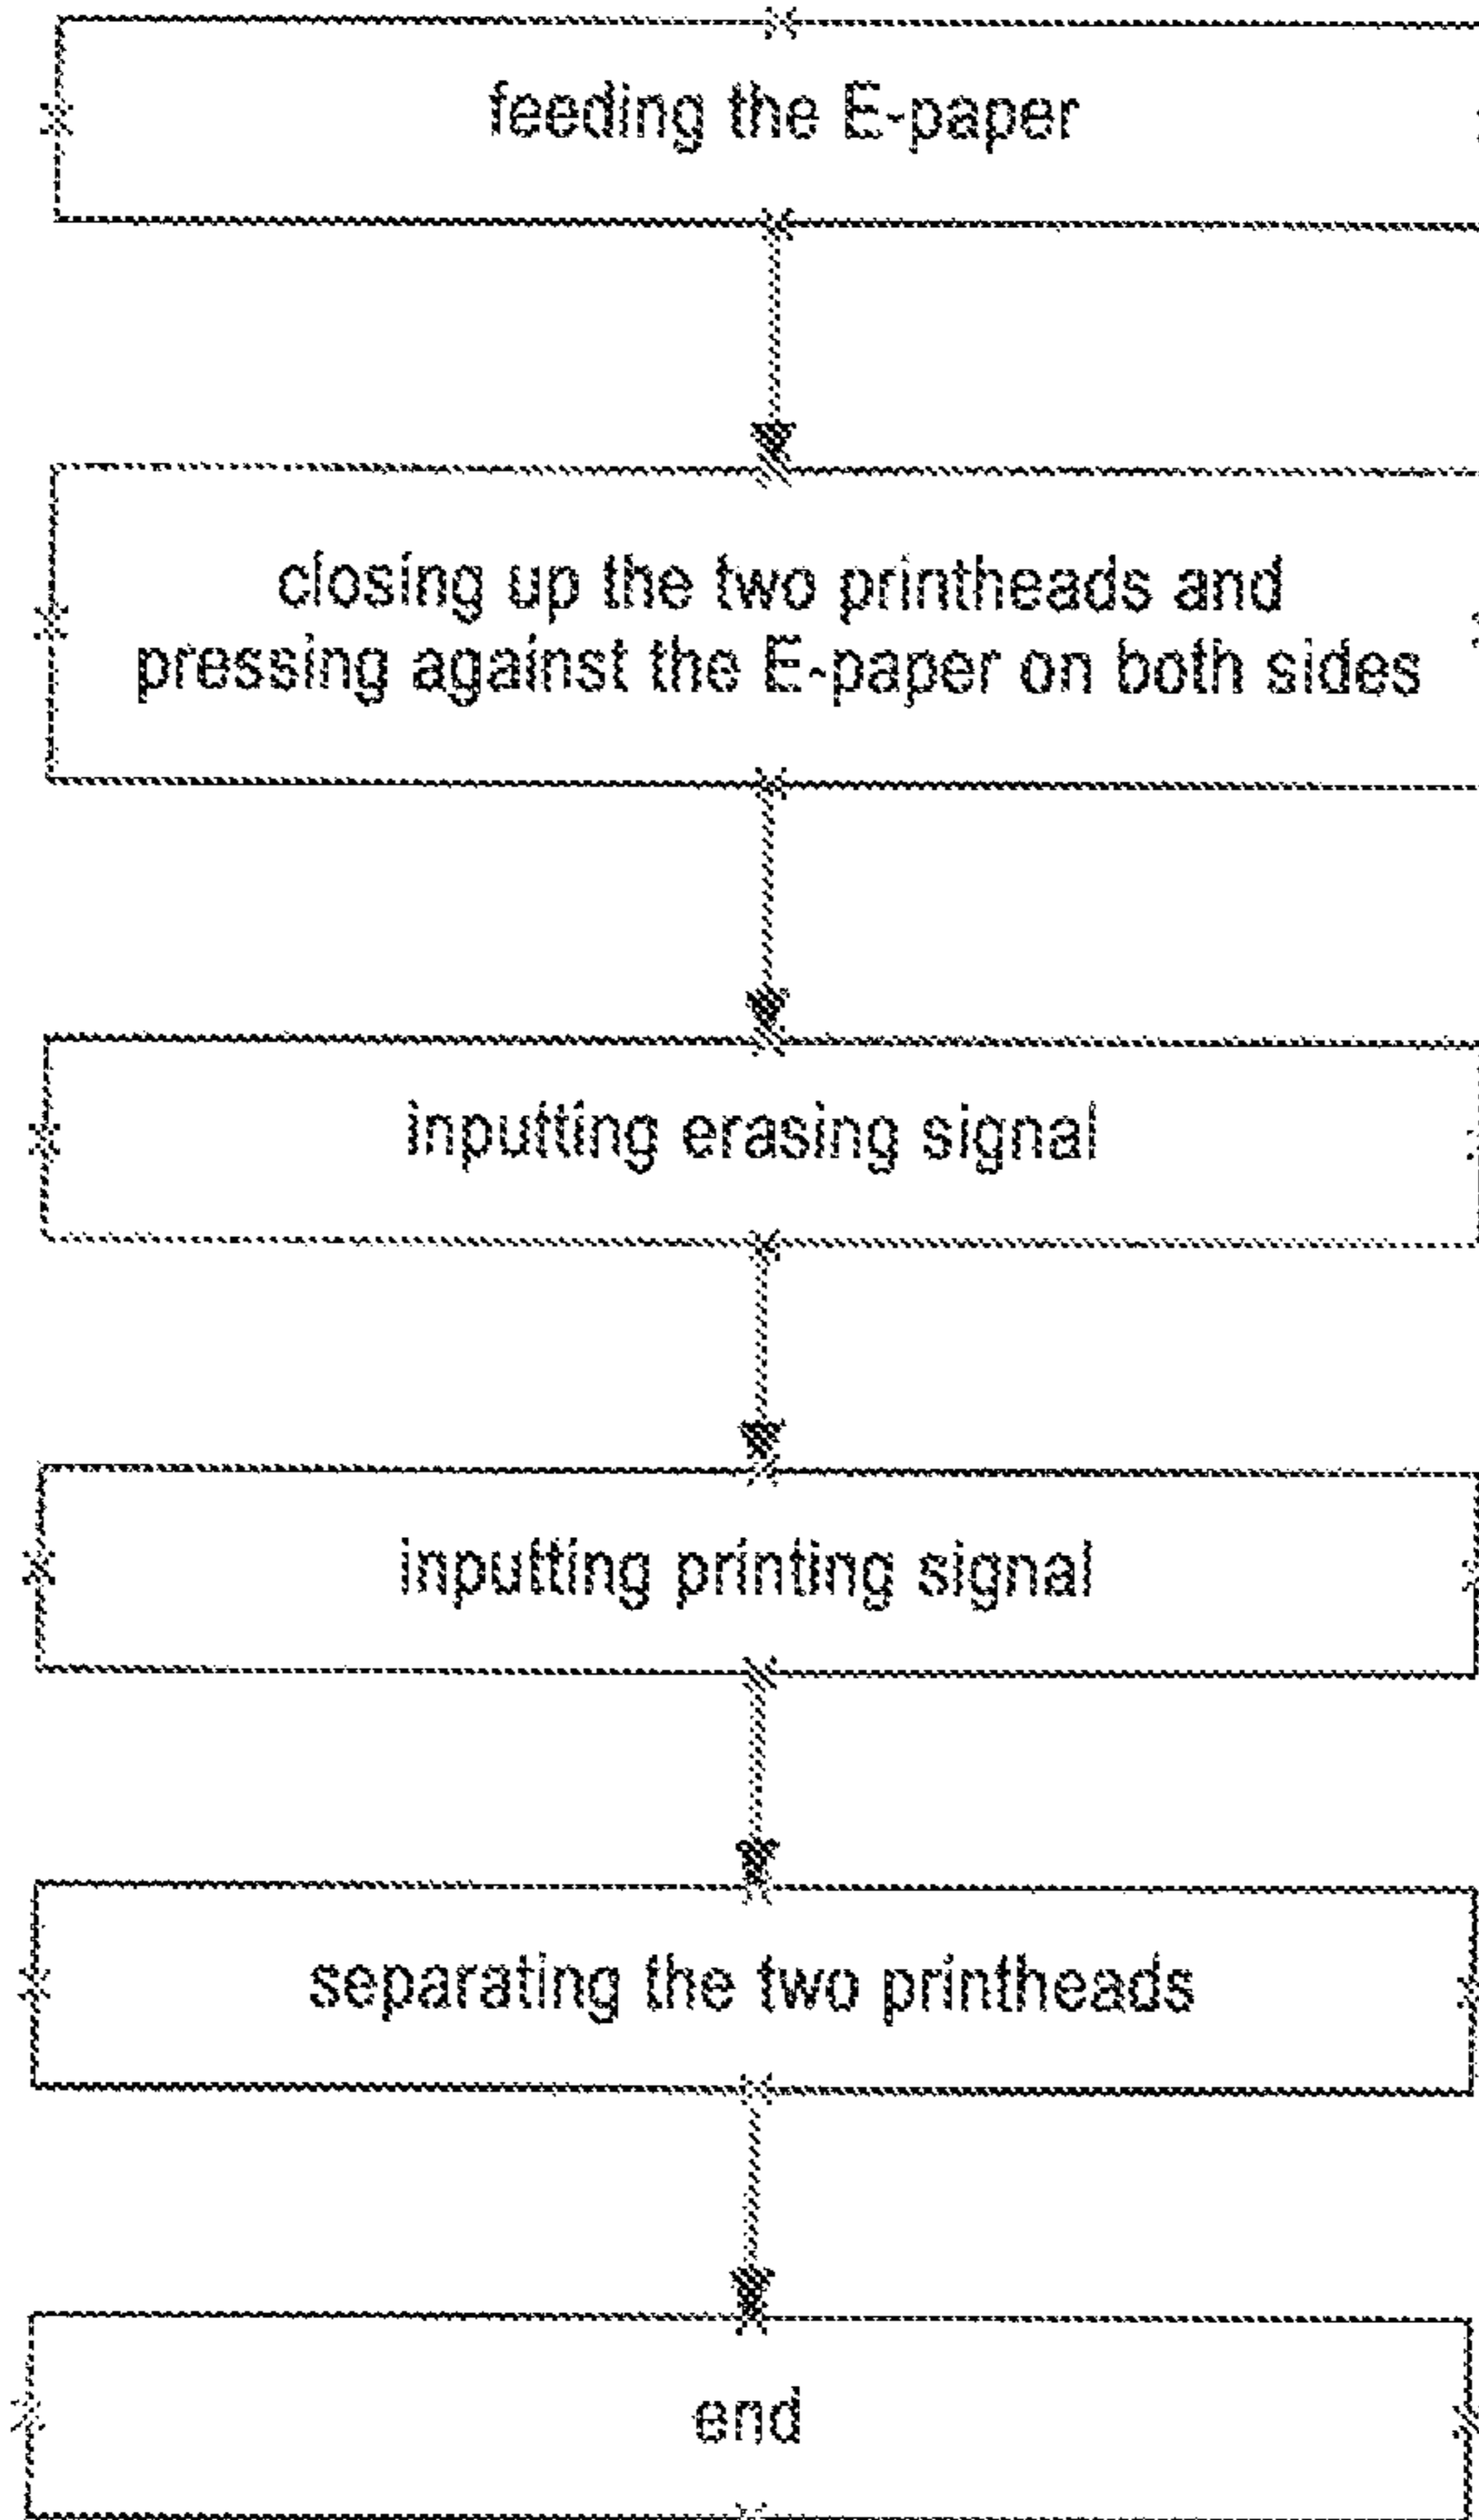 feeding the E-paper
closing up the two printheads and
pressing against the E-paper on both sides
inputting erasing signal
inputting printing signal
separating the two printheads
end